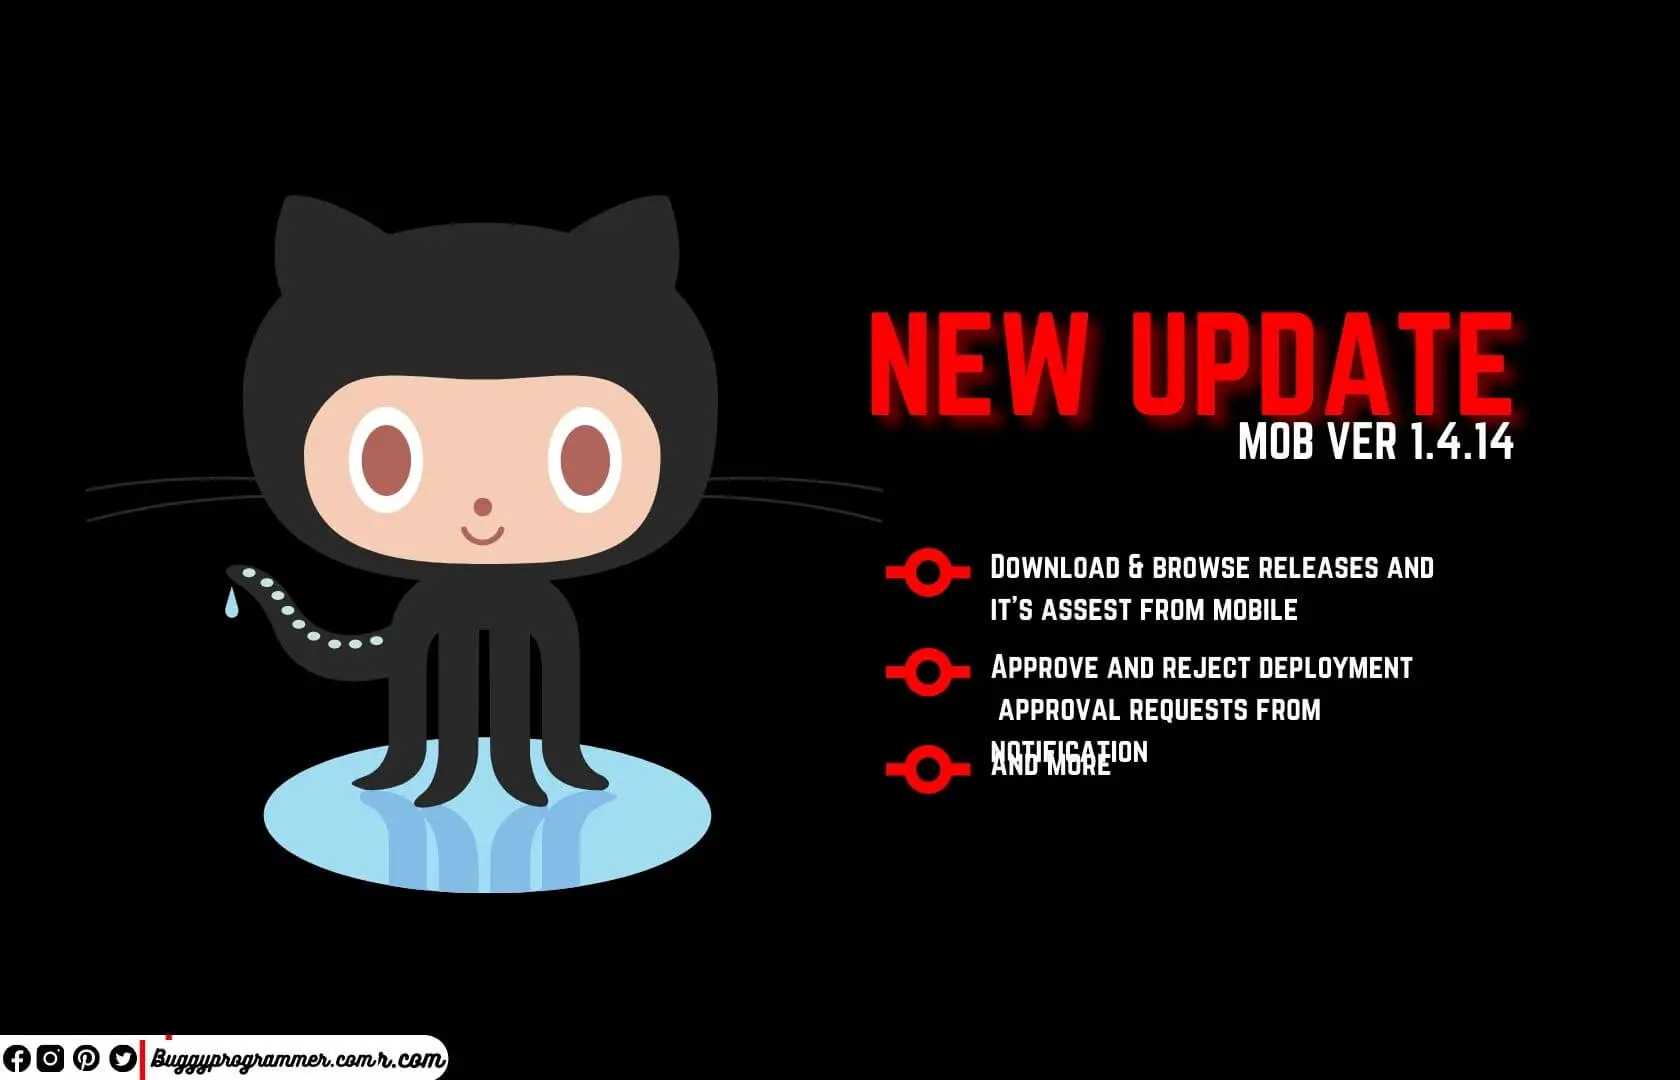 NEW UPDATE
MOB VER 1.4.14
Download & browse releases and
it's assest from mobile
Approve and reject deployment
approval requests from
notification
And more
Buggyprogrammer.com r.com